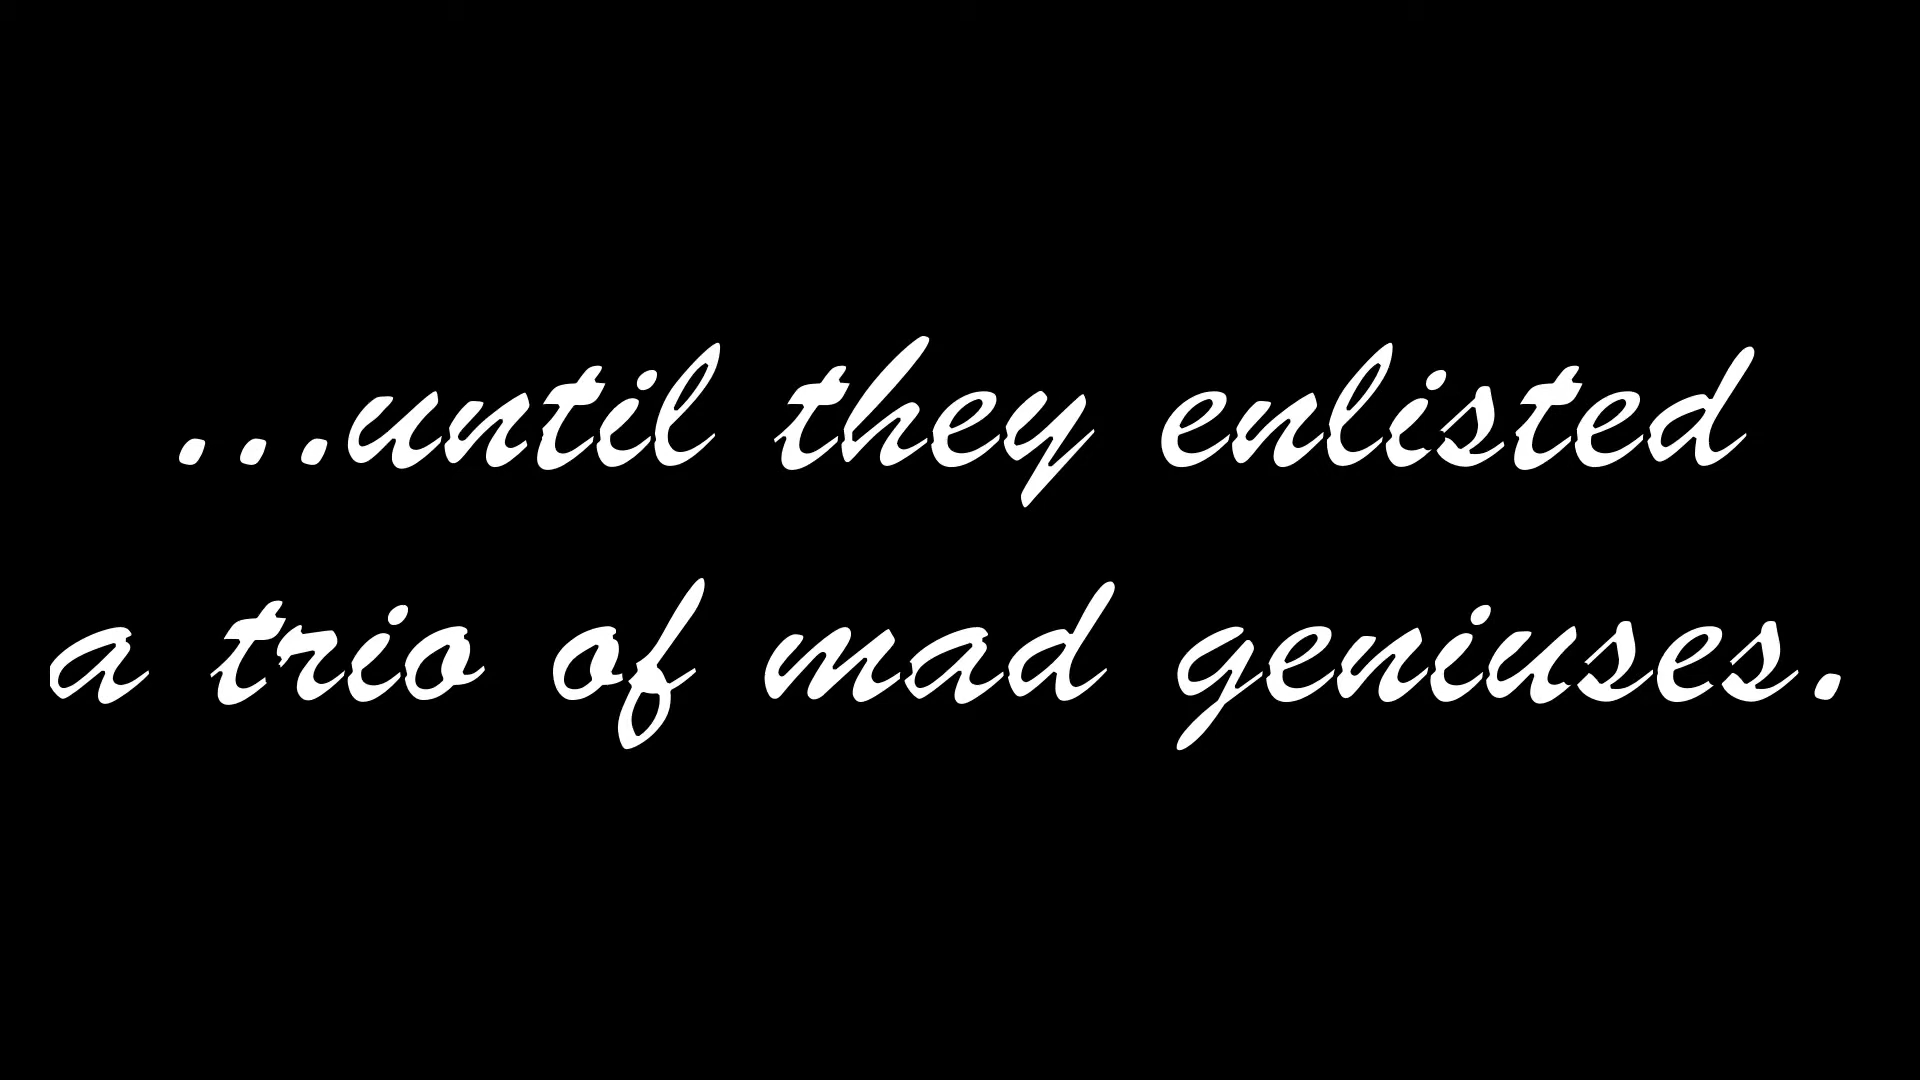 ...until they enlisted
a trio of mad geniuses.